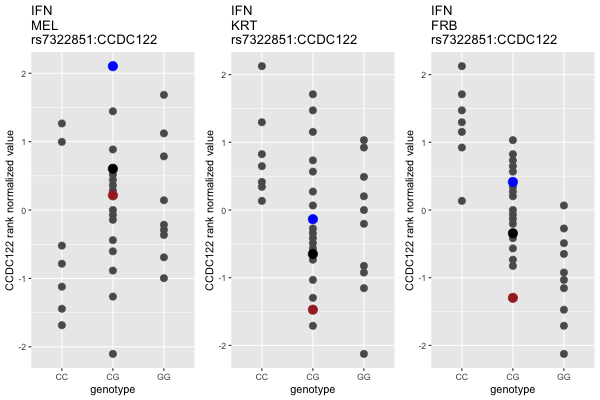 IFN
MEL
rs7322851:CCDC122
CCDC122 rank normalized value
2
1
0
-1
-2
CC
CG
GG
genotype
IFN
KRT
rs7322851:CCDC122
CCDC122 rank normalized value
2
1
0
-1
-2
CC
CG
GG
genotype
IFN
FRB
rs7322851:CCDC122
CCDC122 rank normalized value
2
1
0
-1
-2
CC
CG
GG
genotype